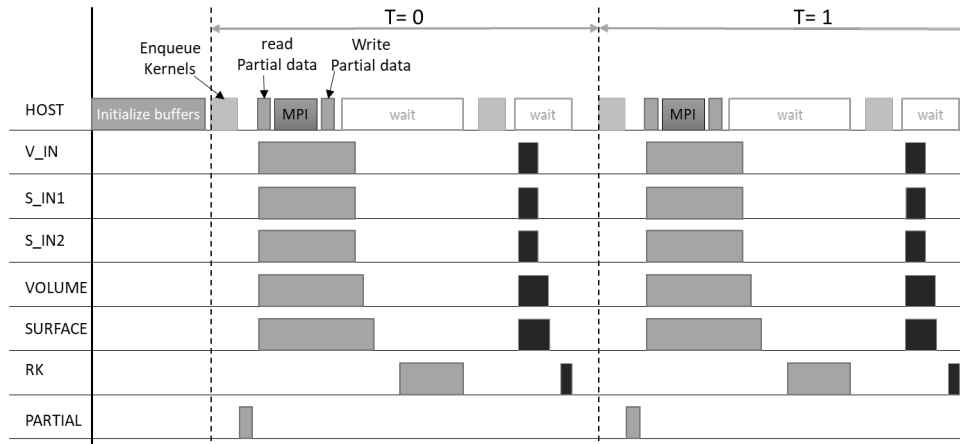 T= 0
T= 1
Enqueue
Kernels
read
Partial data
Write
Partial data
HOST
Initialize buffers
MPI
wait
wait
MPI
wait
wait
V_IN
S_IN1
S_IN2
VOLUME
SURFACE
RK
PARTIAL